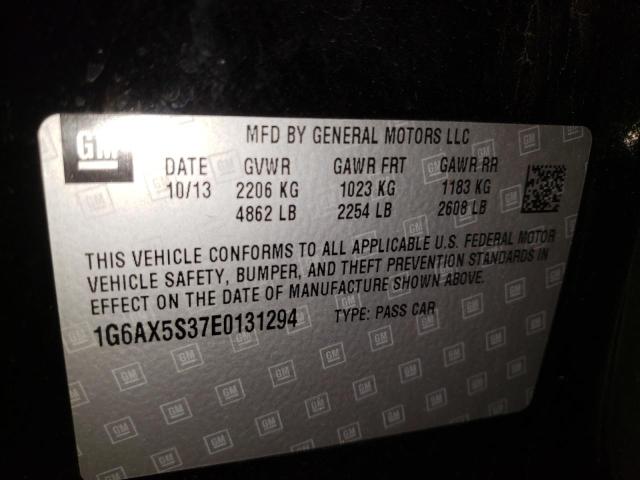 GM
MFD BY GENERAL MOTORS LLC
DATE GVWR GAWR FRT GAWR RR
10/13 2206 KG 1023 KG 1183 KG
4862 LB 2254 LB 2608 LB
THIS VEHICLE CONFORMS TO ALL APPLICABLE U.S. FEDERAL MOTOR
VEHICLE SAFETY, BUMPER, AND THEFT PREVENTION STANDARDS IN
EFFECT ON THE DATE OF MANUFACTURE SHOWN ABOVE.
1G6AX5S37E0131294 TYPE: PASS CAR